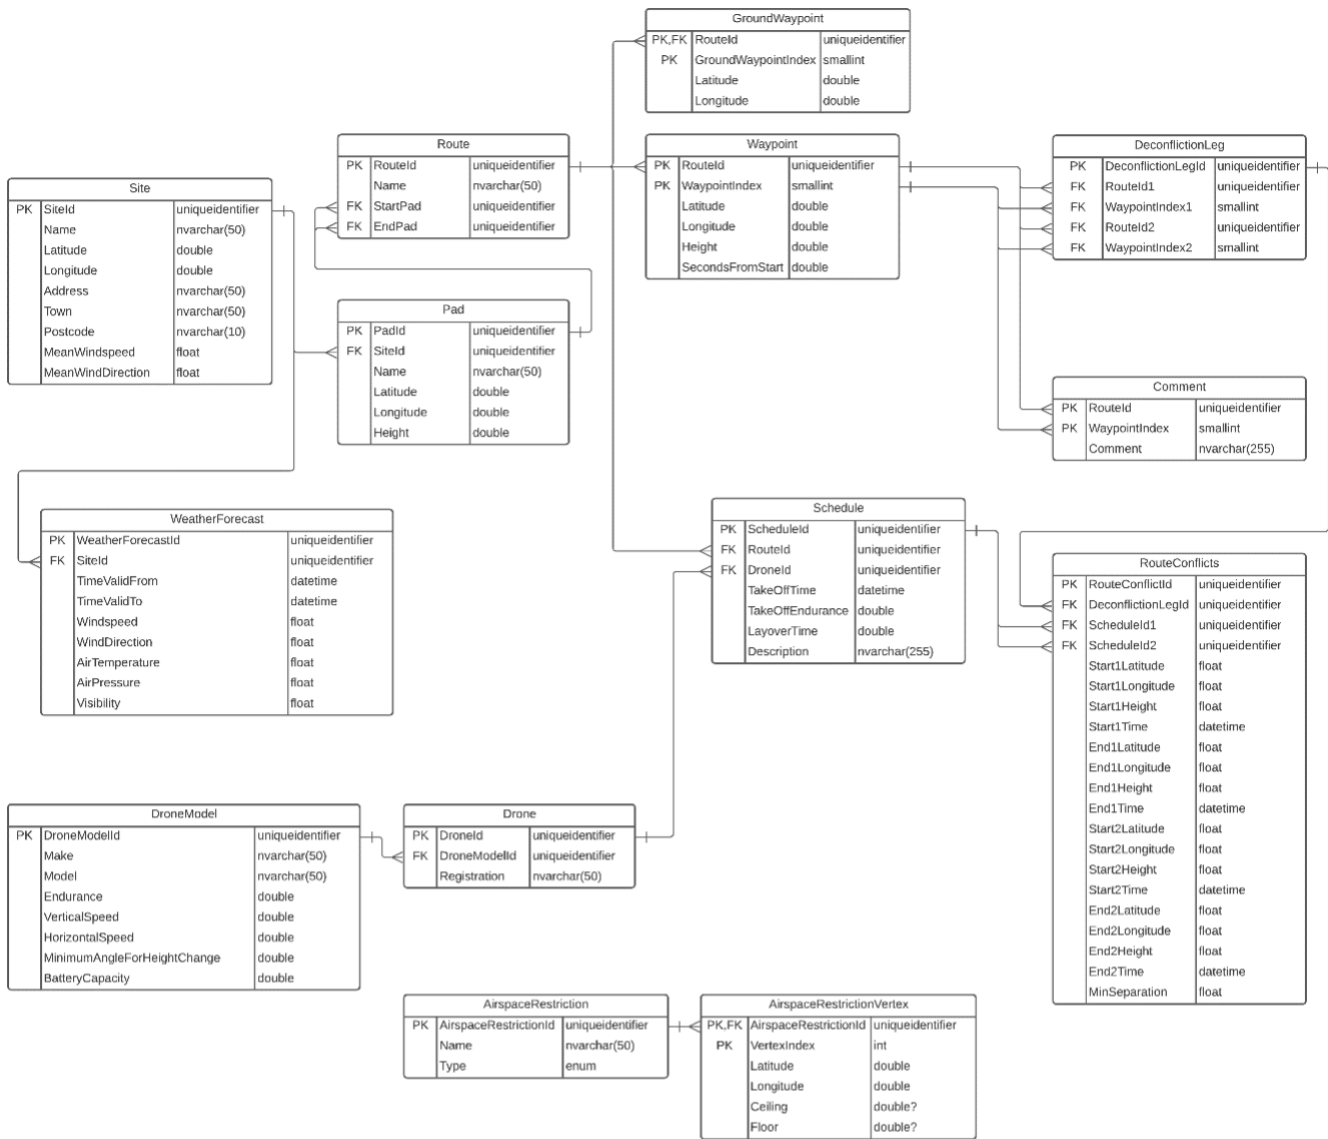 GroundWaypoint
PK,FK RouteId uniqueidentifier
PK GroundWaypointIndex smallint
Latitude double
Longitude double
Route
PK RouteId uniqueidentifier
Name nvarchar(50)
FK StartPad uniqueidentifier
FK EndPad uniqueidentifier
Waypoint
PK RouteId uniqueidentifier
PK WaypointIndex smallint
Latitude double
Longitude double
Height double
SecondsFromStart double
DeconflictionLeg
PK DeconflictionLegId uniqueidentifier
FK RouteId1 uniqueidentifier
FK WaypointIndex1 smallint
FK RouteId2 uniqueidentifier
FK WaypointIndex2 smallint
Site
PK SiteId uniqueidentifier
Name nvarchar(50)
Latitude double
Longitude double
Address nvarchar(50)
Town nvarchar(50)
Postcode nvarchar(10)
MeanWindspeed float
MeanWindDirection float
Pad
PK PadId uniqueidentifier
FK SiteId uniqueidentifier
Name nvarchar(50)
Latitude double
Longitude double
Height double
Comment
PK RouteId uniqueidentifier
PK WaypointIndex smallint
Comment nvarchar(255)
WeatherForecast
PK WeatherForecastId uniqueidentifier
FK SiteId uniqueidentifier
TimeValidFrom datetime
TimeValidTo datetime
Windspeed float
WindDirection float
AirTemperature float
AirPressure float
Visibility float
Schedule
PK ScheduleId uniqueidentifier
FK RouteId uniqueidentifier
FK DroneId uniqueidentifier
TakeOffTime datetime
TakeOffEndurance double
LayoverTime double
Description nvarchar(255)
RouteConflicts
PK RouteConflictId uniqueidentifier
FK DeconflictionLegId uniqueidentifier
FK ScheduleId1 uniqueidentifier
FK ScheduleId2 uniqueidentifier
Start1Latitude float
Start1Longitude float
Start1Height float
Start1Time datetime
End1Latitude float
End1Longitude float
End1Height float
End1Time datetime
Start2Latitude float
Start2Longitude float
Start2Height float
Start2Time datetime
End2Latitude float
End2Longitude float
End2Height float
End2Time datetime
MinSeparation float
DroneModel
PK DroneModelId uniqueidentifier
Make nvarchar(50)
Model nvarchar(50)
Endurance double
VerticalSpeed double
HorizontalSpeed double
MinimumAngleForHeightChange double
BatteryCapacity double
Drone
PK DroneId uniqueidentifier
FK DroneModelId uniqueidentifier
Registration nvarchar(50)
AirspaceRestriction
PK AirspaceRestrictionId uniqueidentifier
Name nvarchar(50)
Type enum
AirspaceRestrictionVertex
PK,FK AirspaceRestrictionId uniqueidentifier
PK VertexIndex int
Latitude double
Longitude double
Ceiling double?
Floor double?